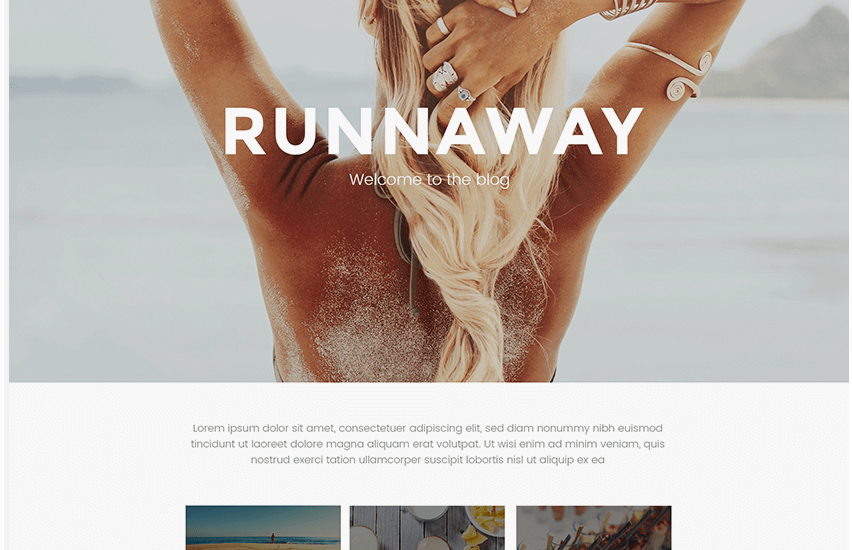 RUNNAWAY
Welcome to the blog
Lorem ipsum dolor sit amet, consectetuer adipiscing elit, sed diam nonummy nibh euismod
tincidunt ut laoreet dolore magna aliquam erat volutpat. Ut wisi enim ad minim veniam, quis
nostrud exerci tation ullamcorper suscipit lobortis nisl ut aliquip ex ea